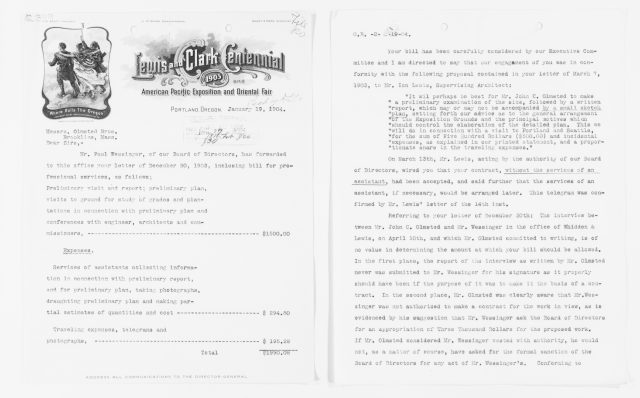 Lewis and Clark Centennial
1905
AND
American Pacific Exposition and Oriental Fair
Where Rolls The Oregon
PORTLAND OREGON, January 19, 1904.
Messrs. Olmsted Bros,
Brookline, Mass.
Dear Sirs,-
Mr. Paul Wessinger, of our Board of Directors, has forwarded
to this office your letter of December 30, 1903, inclosing bill for pro-
fessional services, as follows;
Preliminary visit and report; preliminary plan,
visits to ground for study of grades and plan-
tations in connection with preliminary plan and
conferences with engineer, architects and com-
missioners, $1500.00
Expenses.
Services of assistants collecting informa-
tion in connection with preliminary report,
and for preliminary plan, taking photographs,
draughting preliminary plan and making par-
tial estimates of quantities and cost $ 294.80
Traveling expenses, telegrams and
photographs, $ 195.28
Total $1990.08
ADDRESS ALL COMMUNICATIONS TO THE DIRECTOR-GENERAL
O.B. -2- 1-19-04.
Your bill has been carefully considered by our Executive Com-
mittee and I am directed to say that our engagement of you was in con-
formity with the following proposal contained in your letter of March 7,
1903, to Mr. Ion Lewis, Supervising Architect:
"It will perhaps be best for Mr. John C. Olmsted to make
"a preliminary examination of the site, followed by a written
"report, which may or may not be accompanied by a small sketch
plan, setting forth our advice as to the general arrangement
"of the Exposition Grounds and the principal motives which
"should control the elaboration of the detailed plan. This we
"will do in connection with a visit to Portland and Seattle,
"for the sum of Five Hundred Dollars ($500.00) and incidental
"expenses, as explained in our printed statement, and a propor-
"tionate share in the traveling expenses".
On March 13th, Mr. Lewis, acting by the authority of our Board
of Directors, wired you that your contract, without the services of an
assistant, had been accepted, and said further that the services of an
assistant, if necessary, would be arranged later. This telegram was con-
firmed by Mr. Lewis' letter of the 14th inst.
Referring to your letter of December 30th: The interview be-
tween Mr. John C. Olmsted and Mr. Wessinger in the office of Whidden &
Lewis, on April 10th, and which Mr. Olmsted committed to writing, is of
no value in determining the amount at which your bill should be allowed.
In the first place, the report of the interview as written by Mr. Olmsted
never was submitted to Mr. Wessinger for his signature as it properly
should have been if the purpose of it was to make it the basis of a con-
tract. In the second place, Mr. Olmsted was clearly aware that Mr. Wes-
singer was not authorized to make a contract for the work in view, as is
evidenced by his suggestion that Mr. Wessinger ask the Board of Directors
for an appropriation of Three Thousand Dollars for the proposed work.
If Mr. Olmsted considered Mr. Wessinger vested with authority, he would
not, as a matter of course, have asked for the formal sanction of the
Board of Directors for any act of Mr. Wessinger's. Conforming to